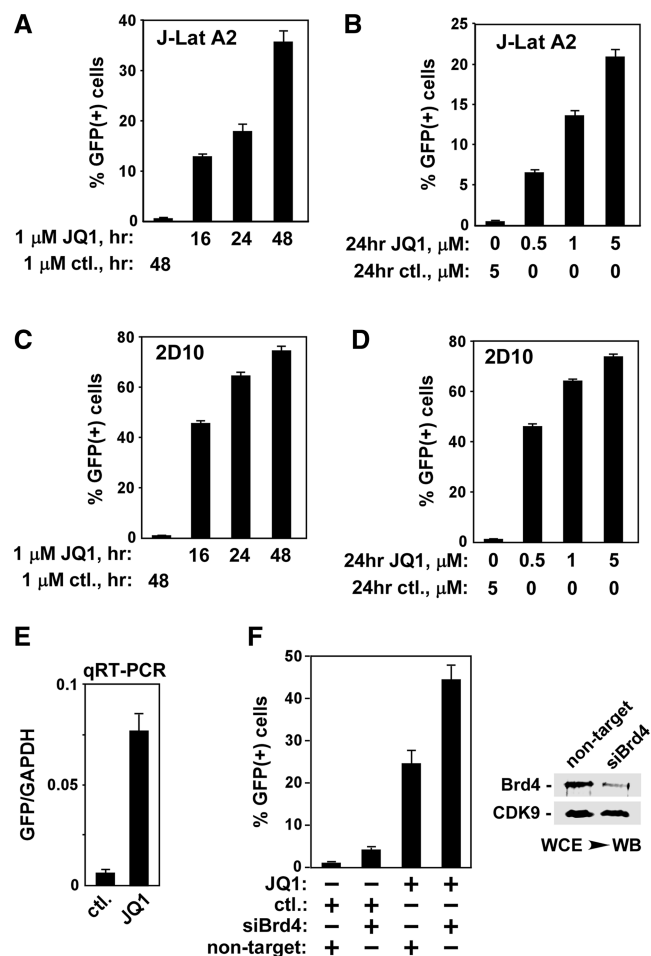 A
J-Lat A2
% GFP(+) cells
40
30
20
10
0
1 μM JQ1, hr: 16 24 48
1 μM ctl., hr: 48
B
J-Lat A2
% GFP(+) cells
25
20
15
10
5
0
24hr JQ1, μM: 0 0.5 1 5
24hr ctl., μM: 5 0 0 0
C
2D10
% GFP(+) cells
80
60
40
20
0
1 μM JQ1, hr: 16 24 48
1 μM ctl., hr: 48
D
2D10
% GFP(+) cells
80
60
40
20
0
24hr JQ1, μM: 0 0.5 1 5
24hr ctl., μM: 5 0 0 0
E
qRT-PCR
GFP/GAPDH
0.1
0.05
0
ctl. JQ1
F
% GFP(+) cells
50
40
30
20
10
0
JQ1: – – + +
ctl.: + + – –
siBrd4: – + – +
non-target: + – + –
non-target siBrd4
Brd4 -
CDK9 -
WCE ➤ WB